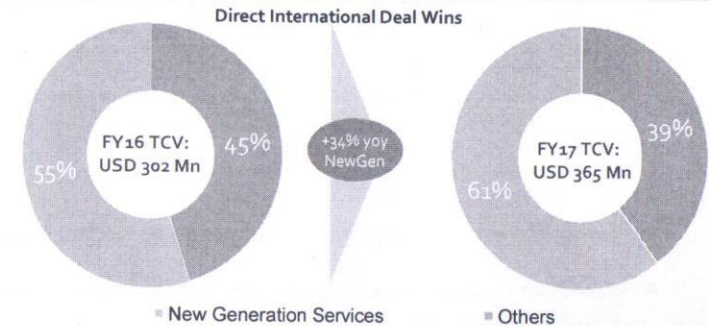 Direct International Deal Wins
FY16 TCV:
USD 302 Mn
55%
45%
+34% yoy
NewGen
FY17 TCV:
USD 365 Mn
61%
39%
New Generation Services
Others